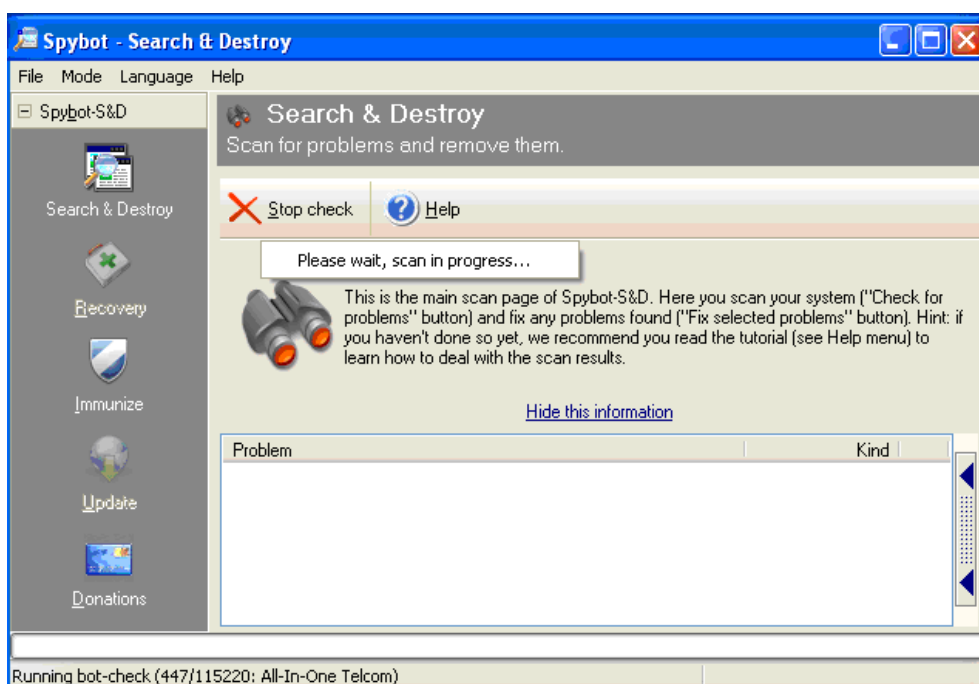 Spybot - Search & Destroy
File Mode Language Help
Spybot-S&D
Search & Destroy
Recovery
Immunize
Update
Donations
Search & Destroy
Scan for problems and remove them.
Stop check Help
Please wait, scan in progress...
This is the main scan page of Spybot-S&D. Here you scan your system ("Check for
problems" button) and fix any problems found ("Fix selected problems" button). Hint: if
you haven't done so yet, we recommend you read the tutorial (see Help menu) to
learn how to deal with the scan results.
Hide this information
Problem Kind
Running bot-check (447/115220: All-In-One Telcom)